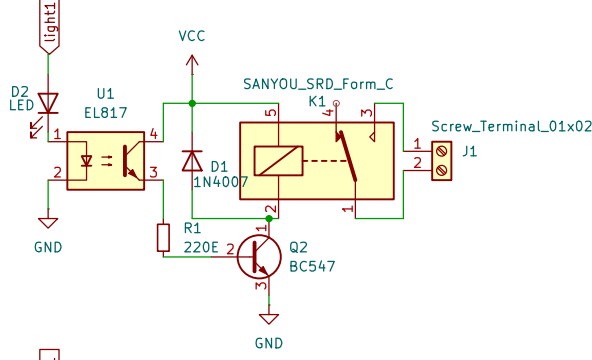 light1
VCC
SANYOU_SRD_Form_C
D2
LED
U1
EL817
K1
5
4
3
Screw_Terminal_01x02
1
4
1
2
J1
2
3
D1
1N4007
2
1
R1
220E
1
2
Q2
BC547
3
GND
GND